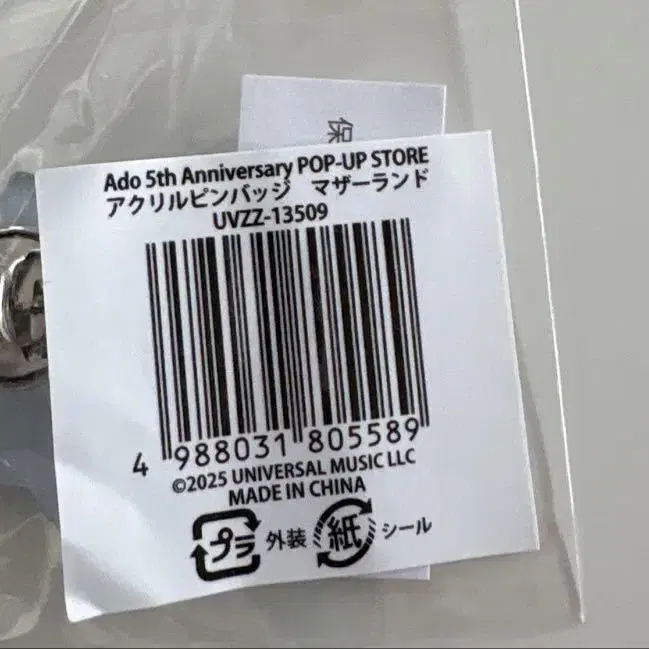 保
Ado 5th Anniversary POP-UP STORE
アクリルピンバッジ　マザーランド
UVZZ-13509
4 988031 805589
©2025 UNIVERSAL MUSIC LLC
MADE IN CHINA
プラ 外装 紙 シール